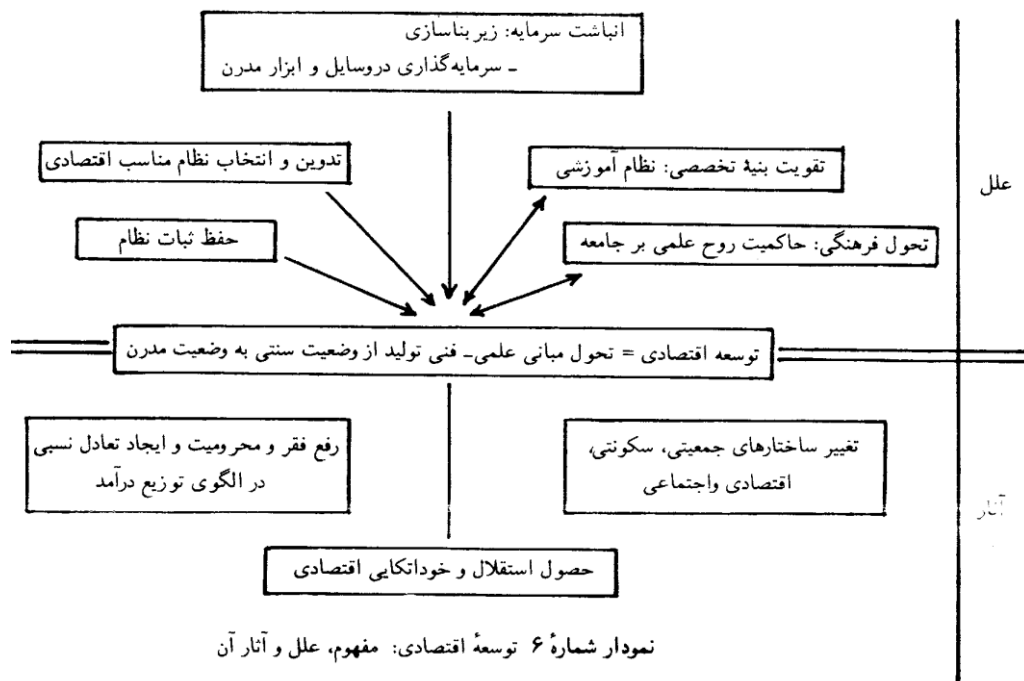 انباشت سرمایه: زیر بناسازی
ـ سرمایه‌گذاری دروسایل و ابزار مدرن
تقویت بنیهٔ تخصصی: نظام آموزشی
تدوین و انتخاب نظام مناسب اقتصادی
علل
تحول فرهنگی: حاکمیت روح علمی بر جامعه
حفظ ثبات نظام
توسعه اقتصادی = تحول مبانی علمی‌ـ فنی تولید از وضعیت سنتی به وضعیت مدرن
تغییر ساختارهای جمعیتی، سکونتی،
اقتصادی واجتماعی
رفع فقر و محرومیت و ایجاد تعادل نسبی
در الگوی توزیع درآمد
آثار
حصول استقلال و خوداتکایی اقتصادی
نمودار شمارهٔ ۶ توسعهٔ اقتصادی: مفهوم، علل و آثار آن